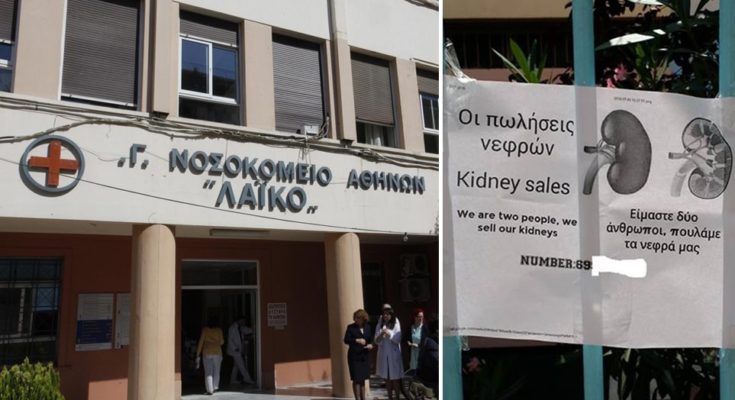 .Γ. ΝΟΣΟΚΟΜΕΙΟ ΑΘΗΝΩΝ
"ΛΑΪΚΟ„
Οι πωλήσεις
νεφρών
Kidney sales
We are two people, we
sell our kidneys
Είμαστε δύο
άνθρωποι, πουλάμε
τα νεφρά μας
NUMBER:69